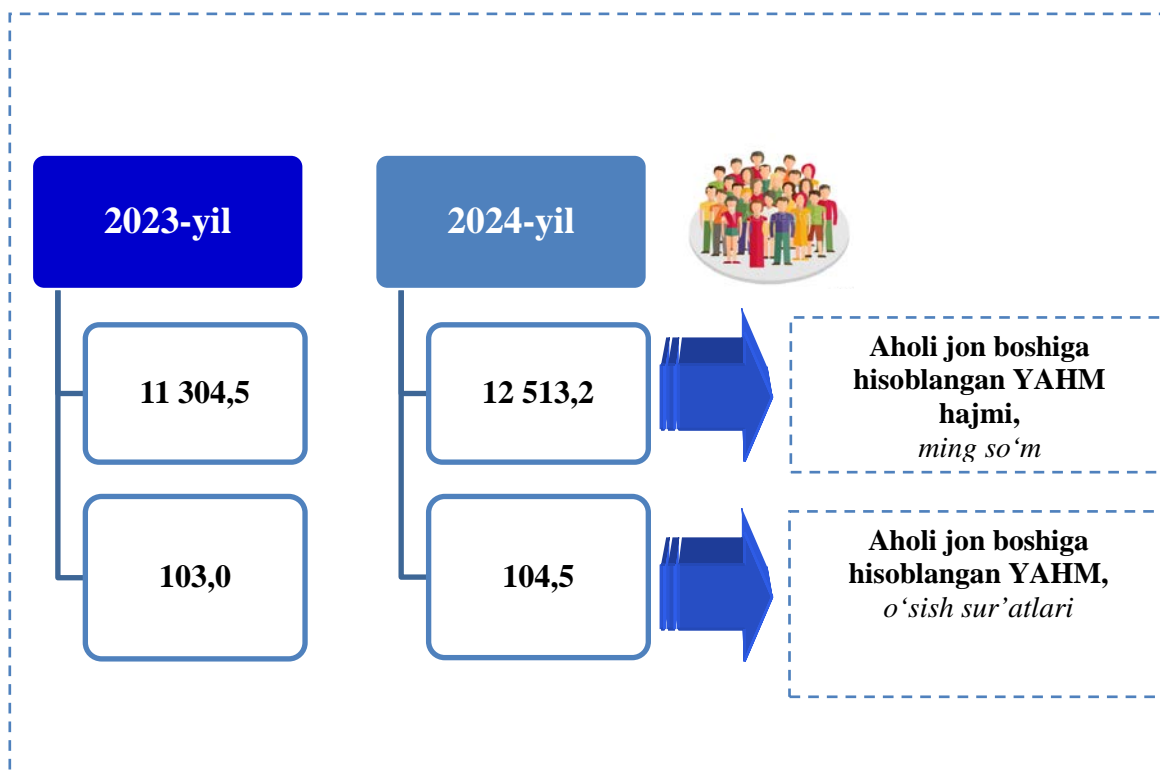 2023-yil
2024-yil
11 304,5
12 513,2
Aholi jon boshiga
hisoblangan YAHM
hajmi,
ming so‘m
103,0
104,5
Aholi jon boshiga
hisoblangan YAHM,
o‘sish sur’atlari